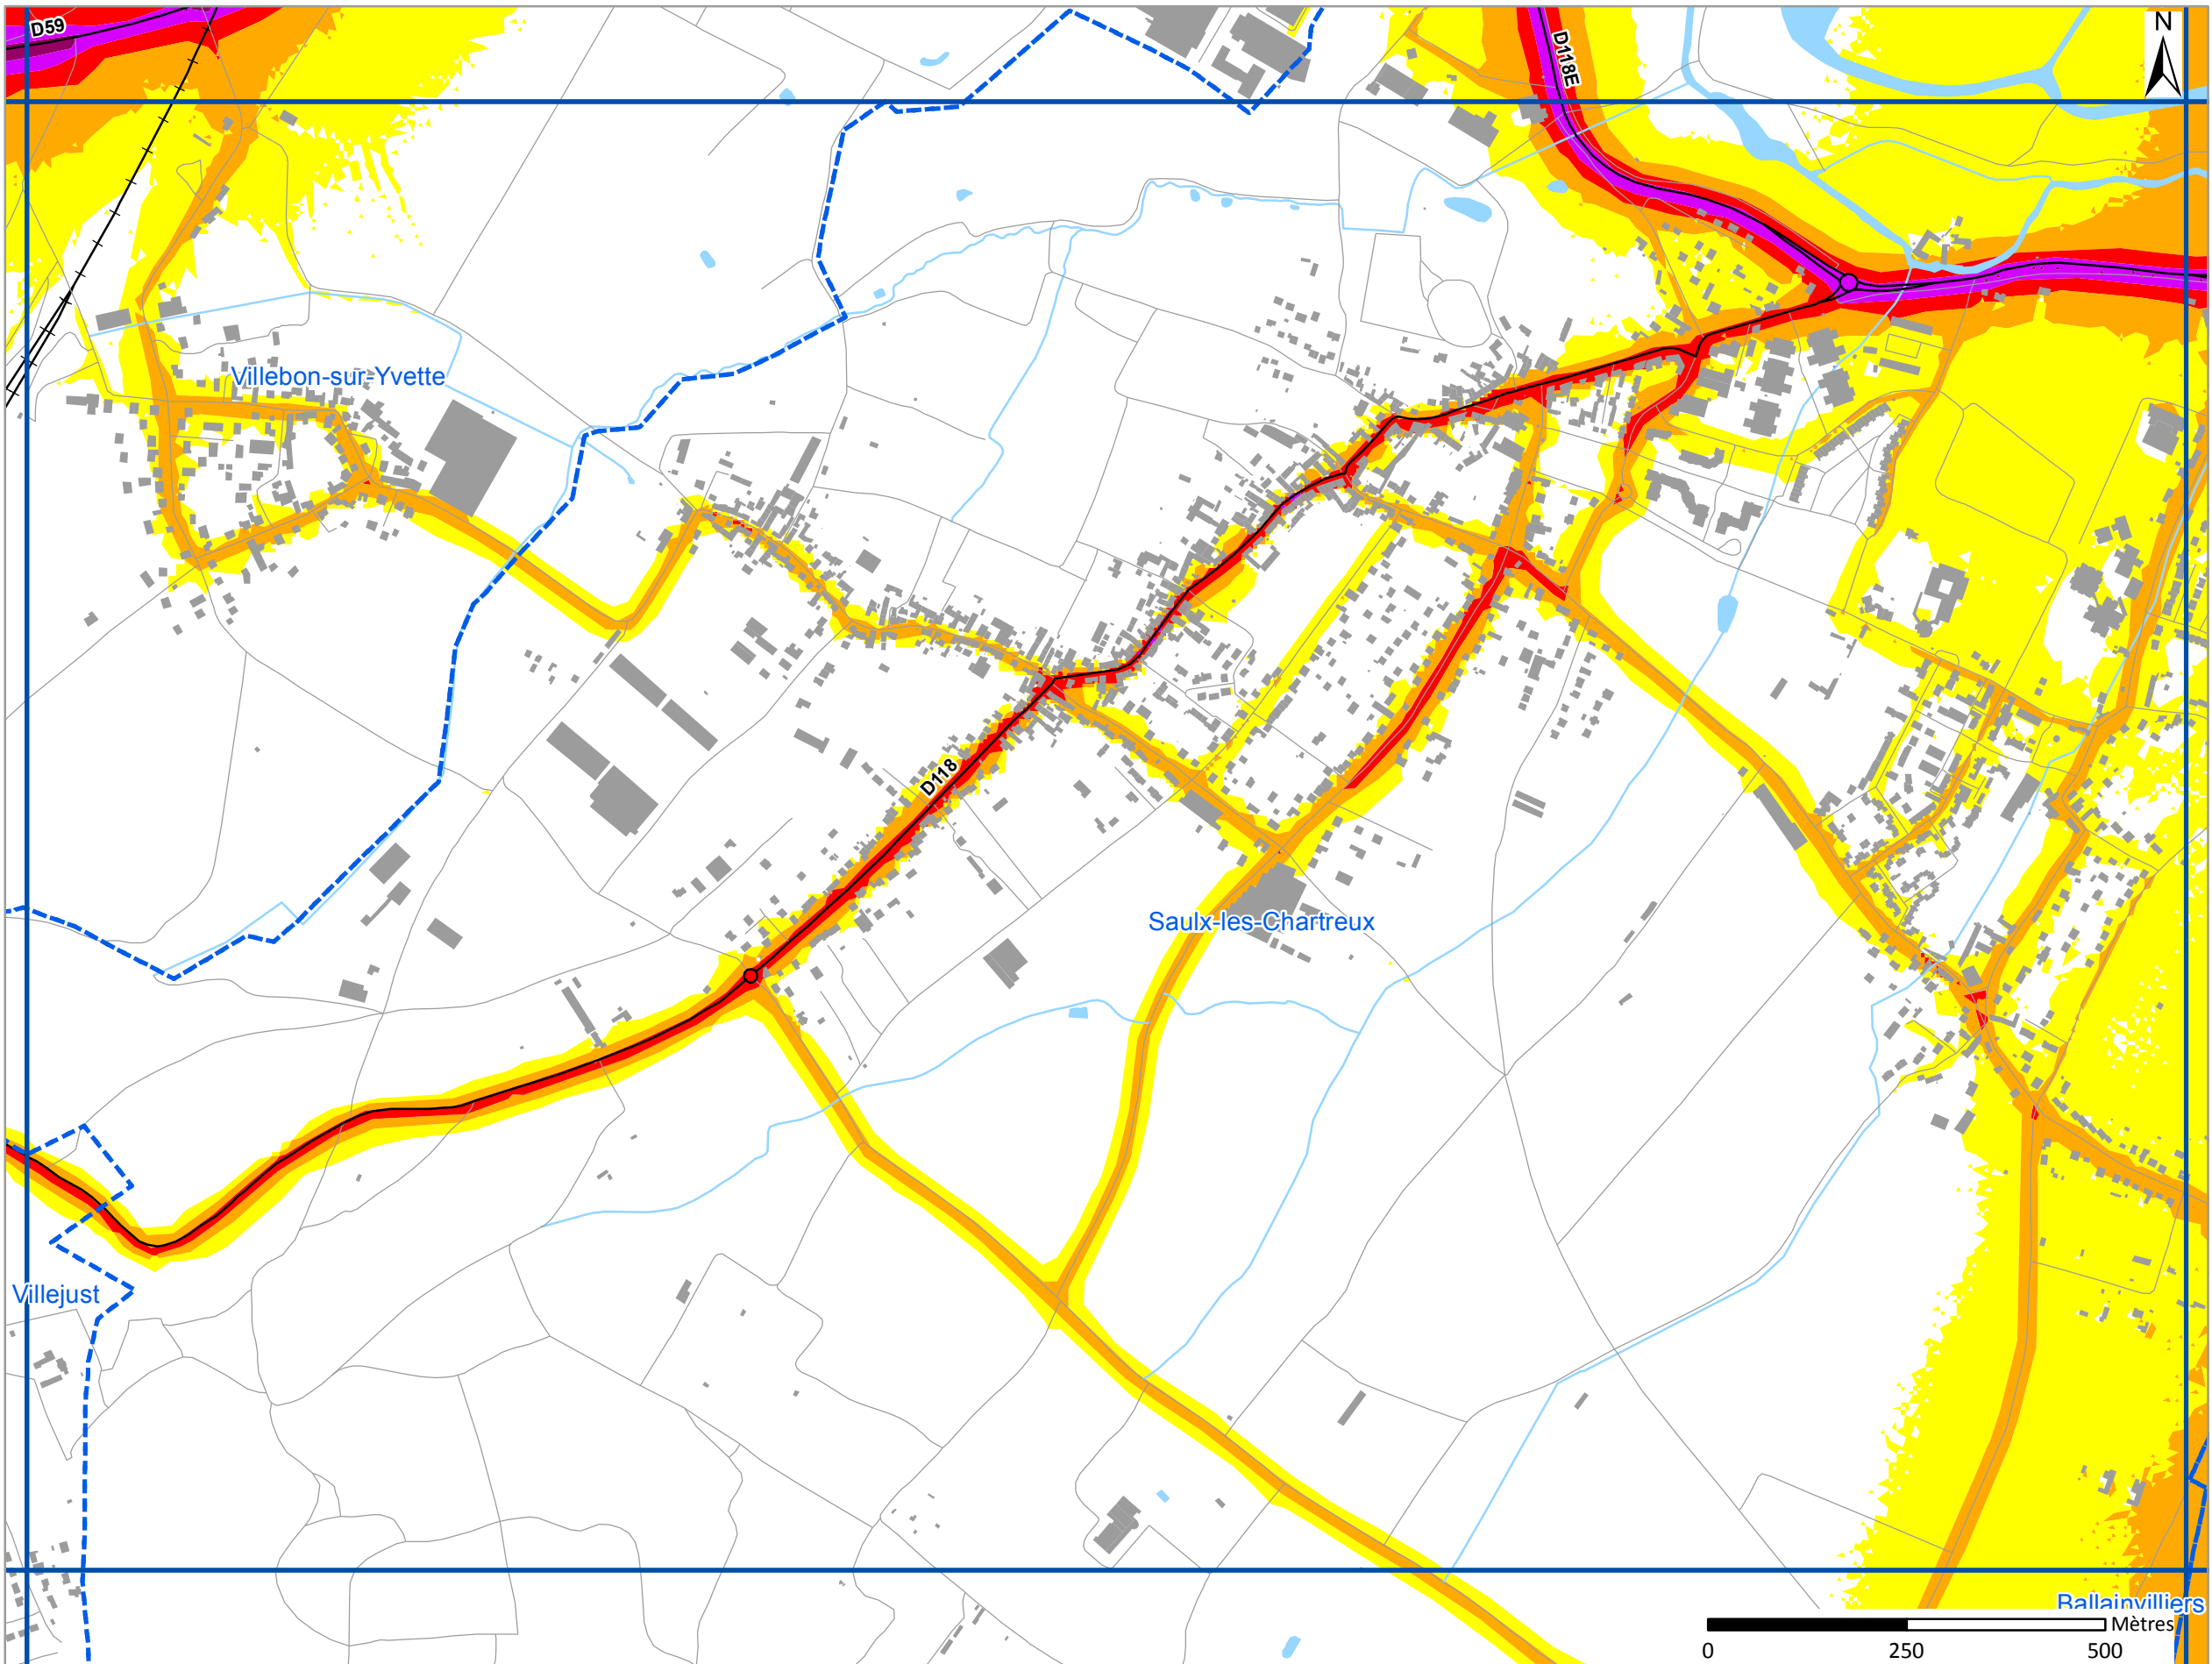 D59
D118E
N
Villebon-sur-Yvette
D118
Saulx-les-Chartreux
Villejust
Ballainvilliers
Mètres
0 250 500